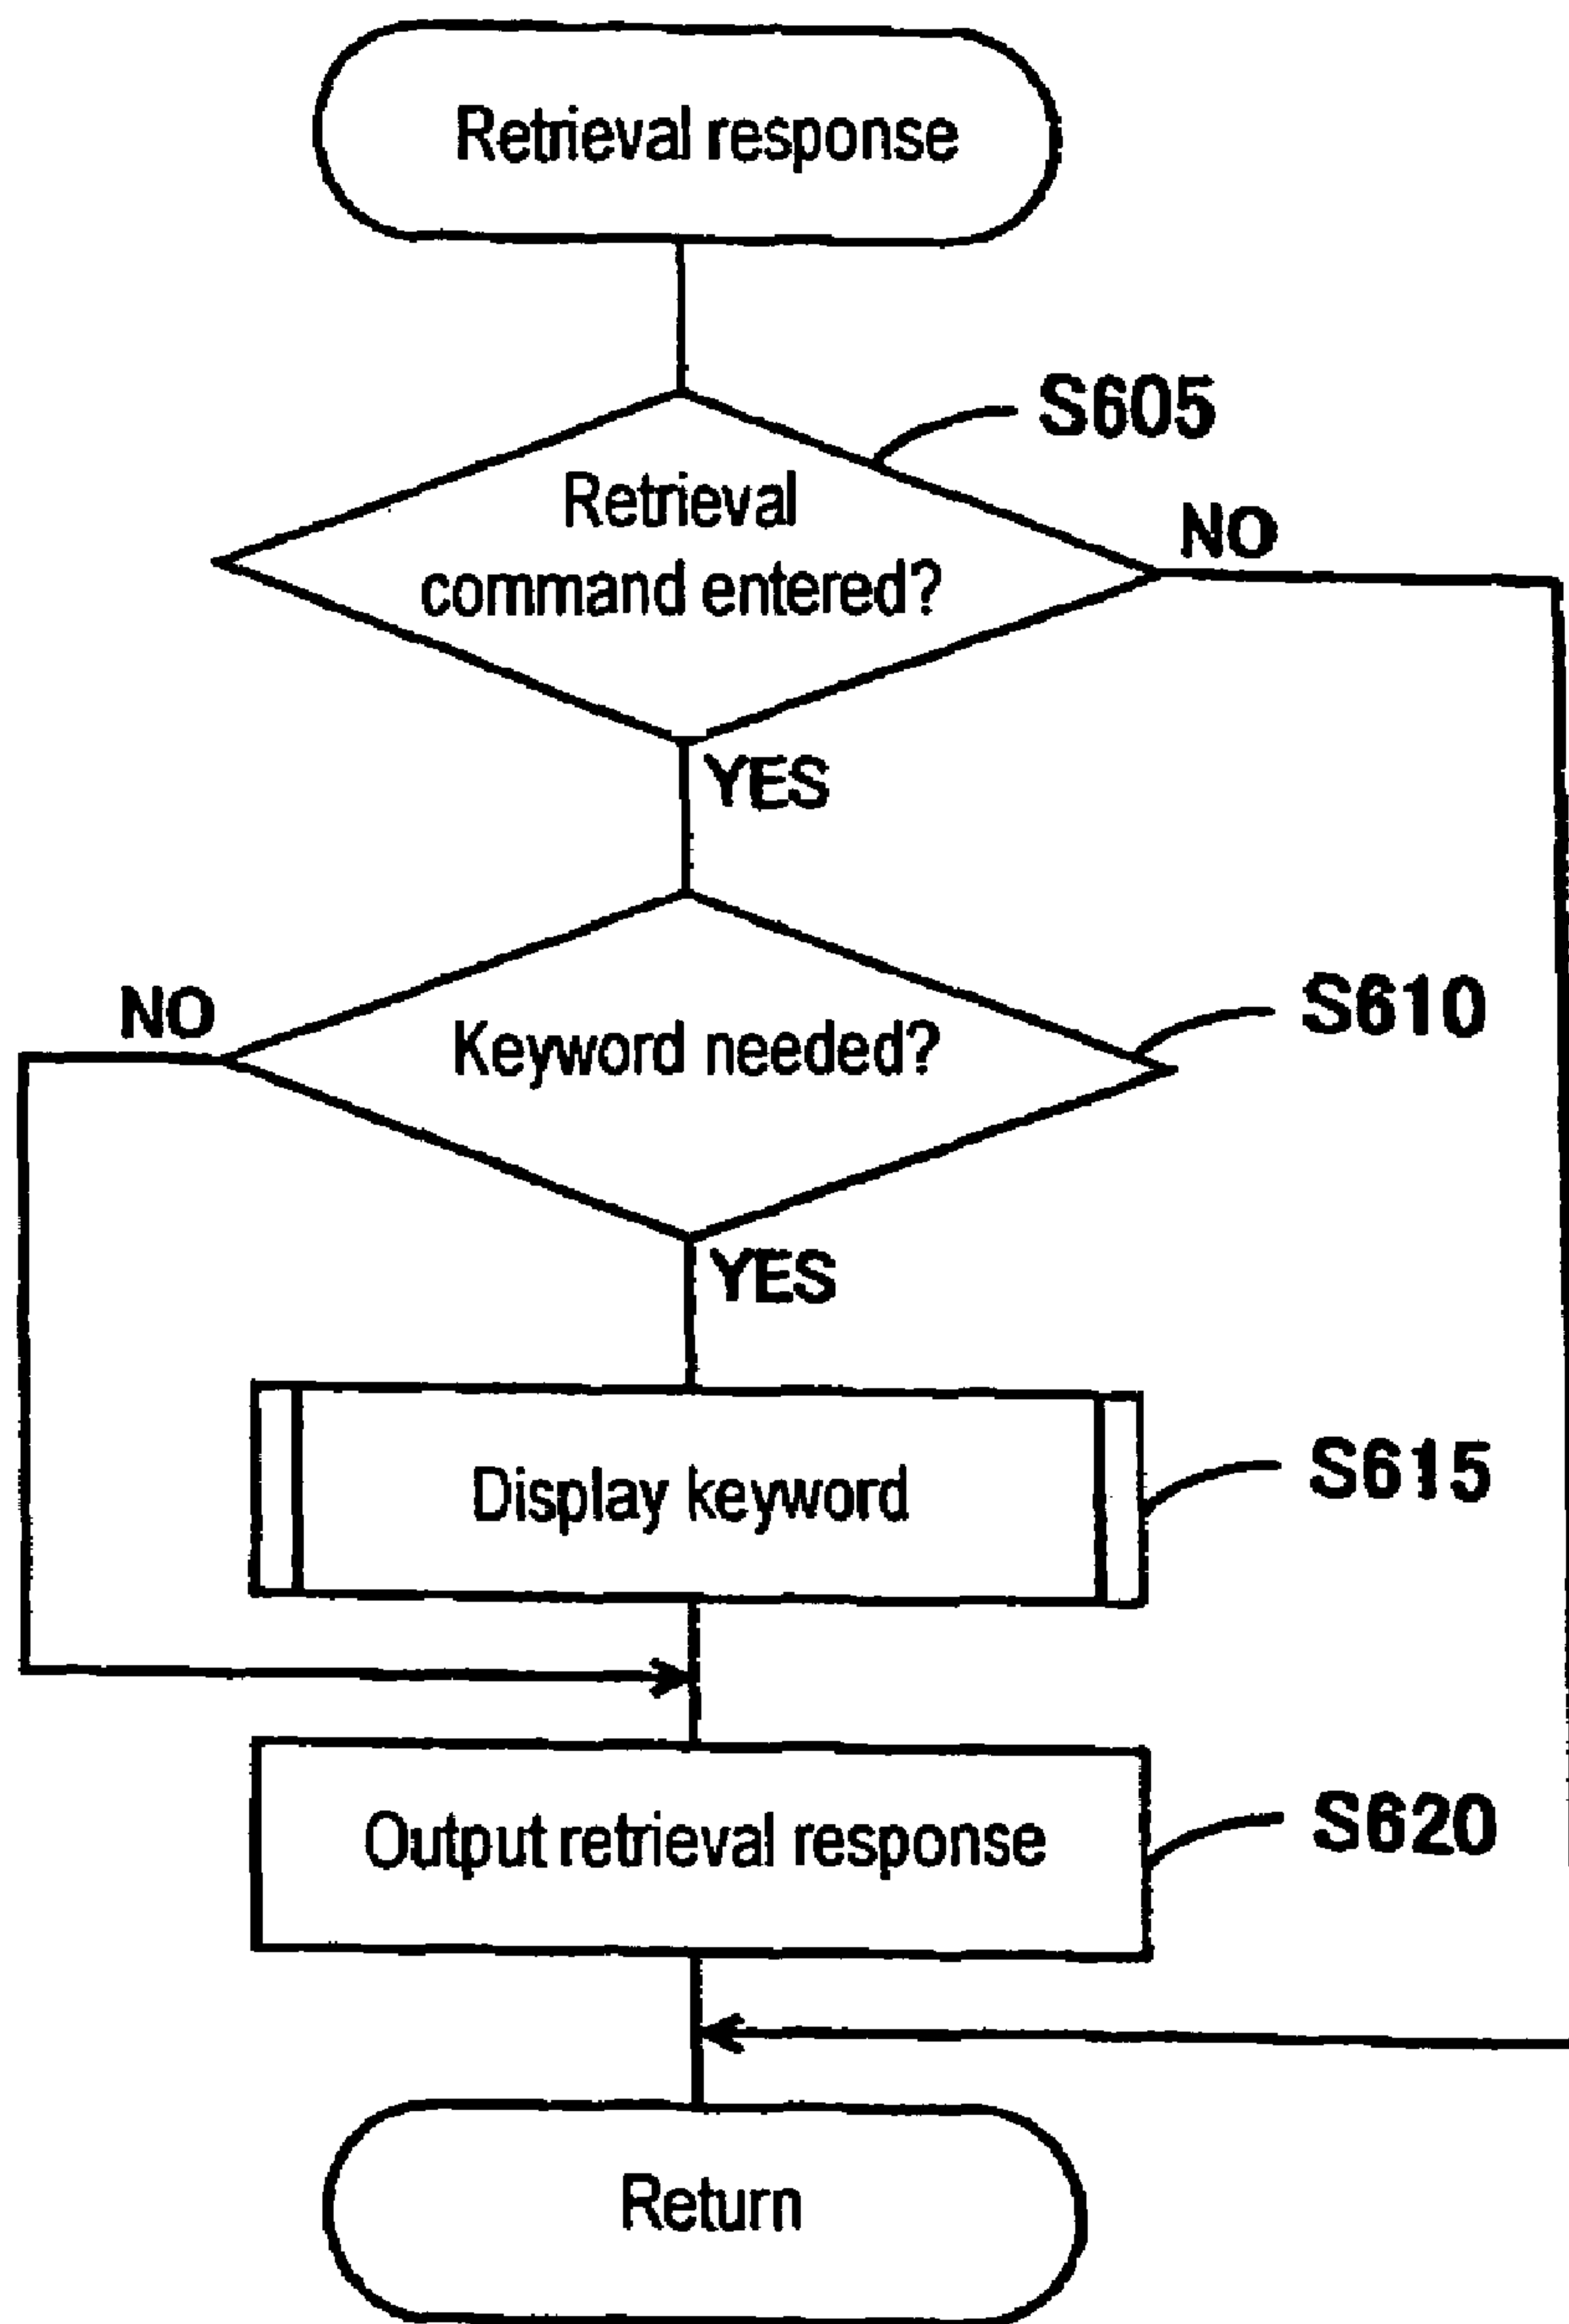 Retrieval response
S605
Retrieval
command entered?
NO
YES
NO
Keyword needed?
S610
YES
Display keyword
S615
Output retrieval response
S620
Return